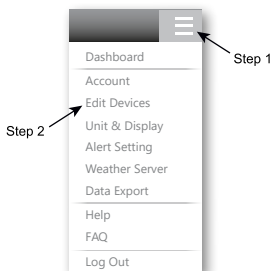 Dashboard
Step 1
Account
Edit Devices
Step 2
Unit & Display
Alert Setting
Weather Server
Data Export
Help
FAQ
Log Out